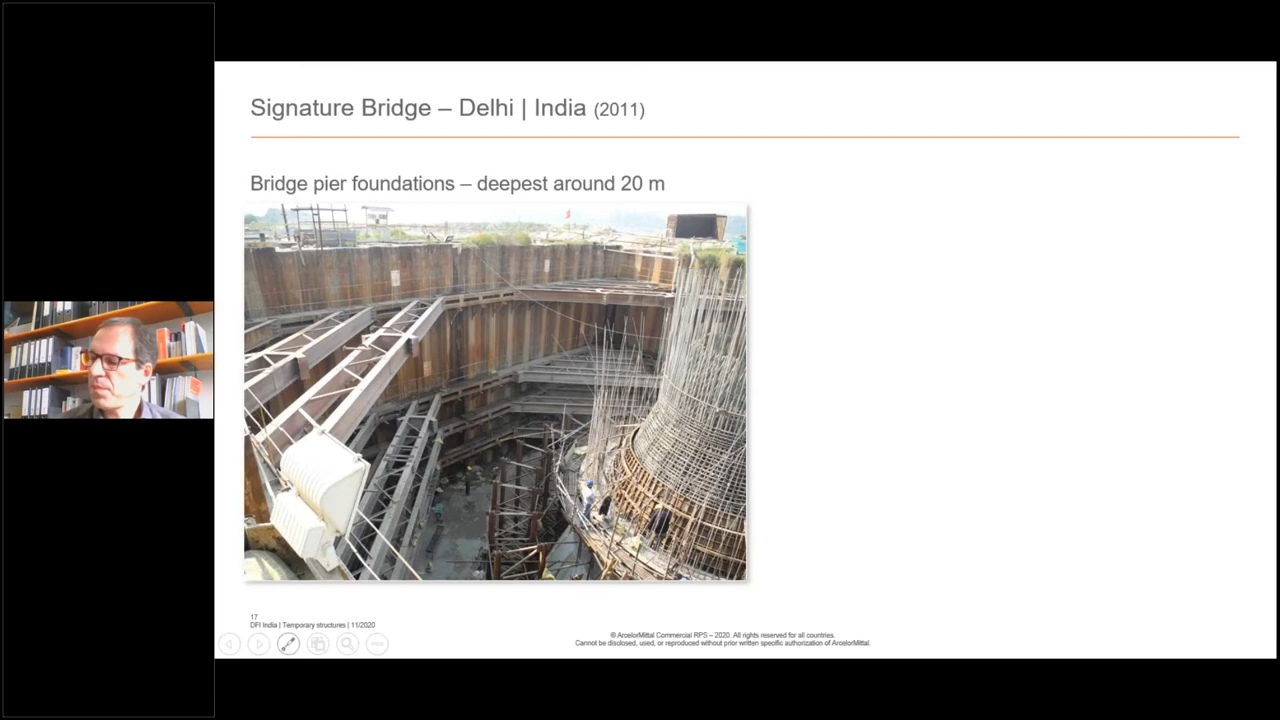 Signature Bridge – Delhi | India (2011)
Bridge pier foundations – deepest around 20 m
17
DFI India | Temporary structures | 11/2020
© ArcelorMittal Commercial RPS – 2020. All rights reserved for all countries.
Cannot be disclosed, used, or reproduced without prior written specific authorization of ArcelorMittal.